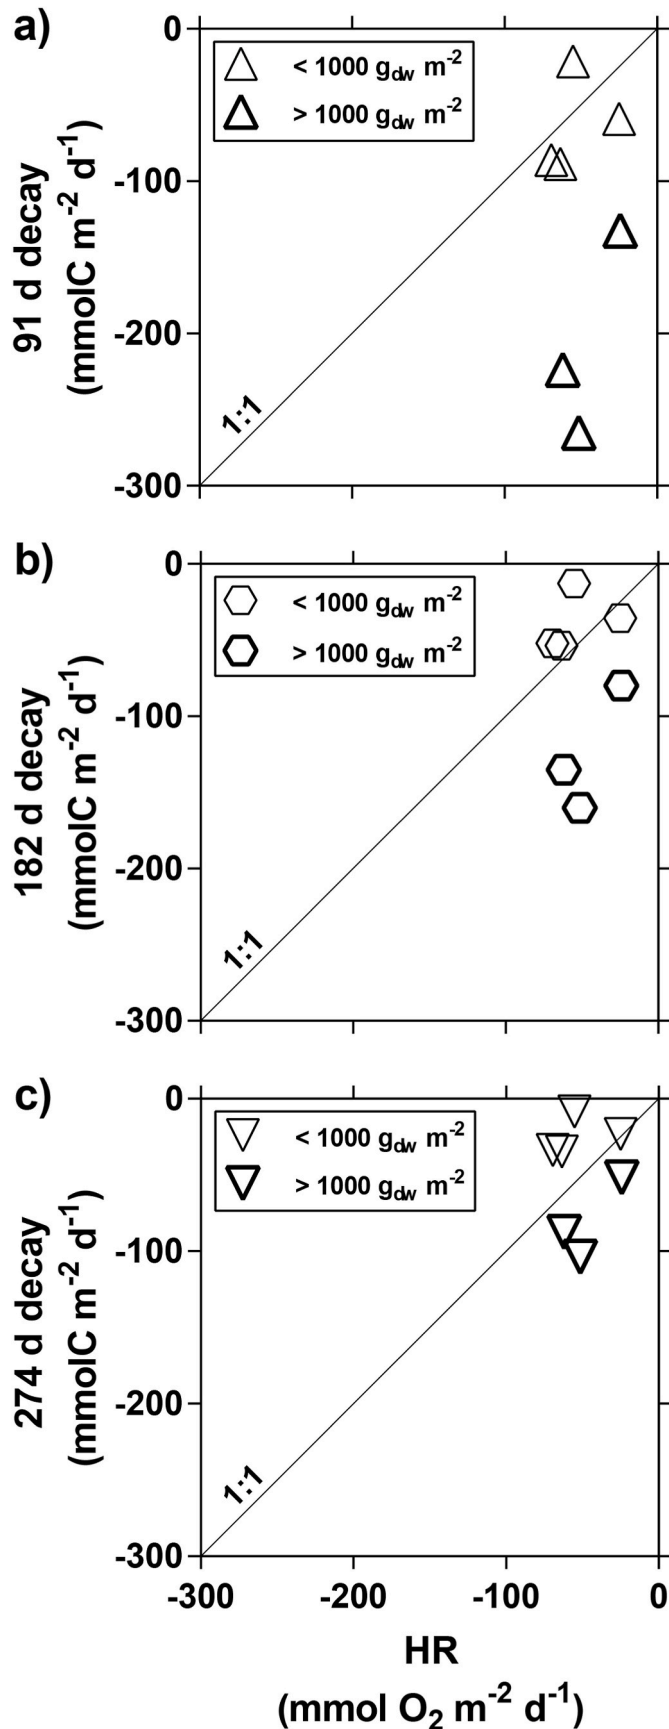 a)
0
-100
-200
-300
91 d decay
(mmolC m⁻² d⁻¹)
< 1000 g_dw m⁻²
> 1000 g_dw m⁻²
1:1
b)
0
-100
-200
-300
182 d decay
(mmolC m⁻² d⁻¹)
< 1000 g_dw m⁻²
> 1000 g_dw m⁻²
1:1
c)
0
-100
-200
-300
274 d decay
(mmolC m⁻² d⁻¹)
< 1000 g_dw m⁻²
> 1000 g_dw m⁻²
1:1
-300 -200 -100 0
HR
(mmol O₂ m⁻² d⁻¹)